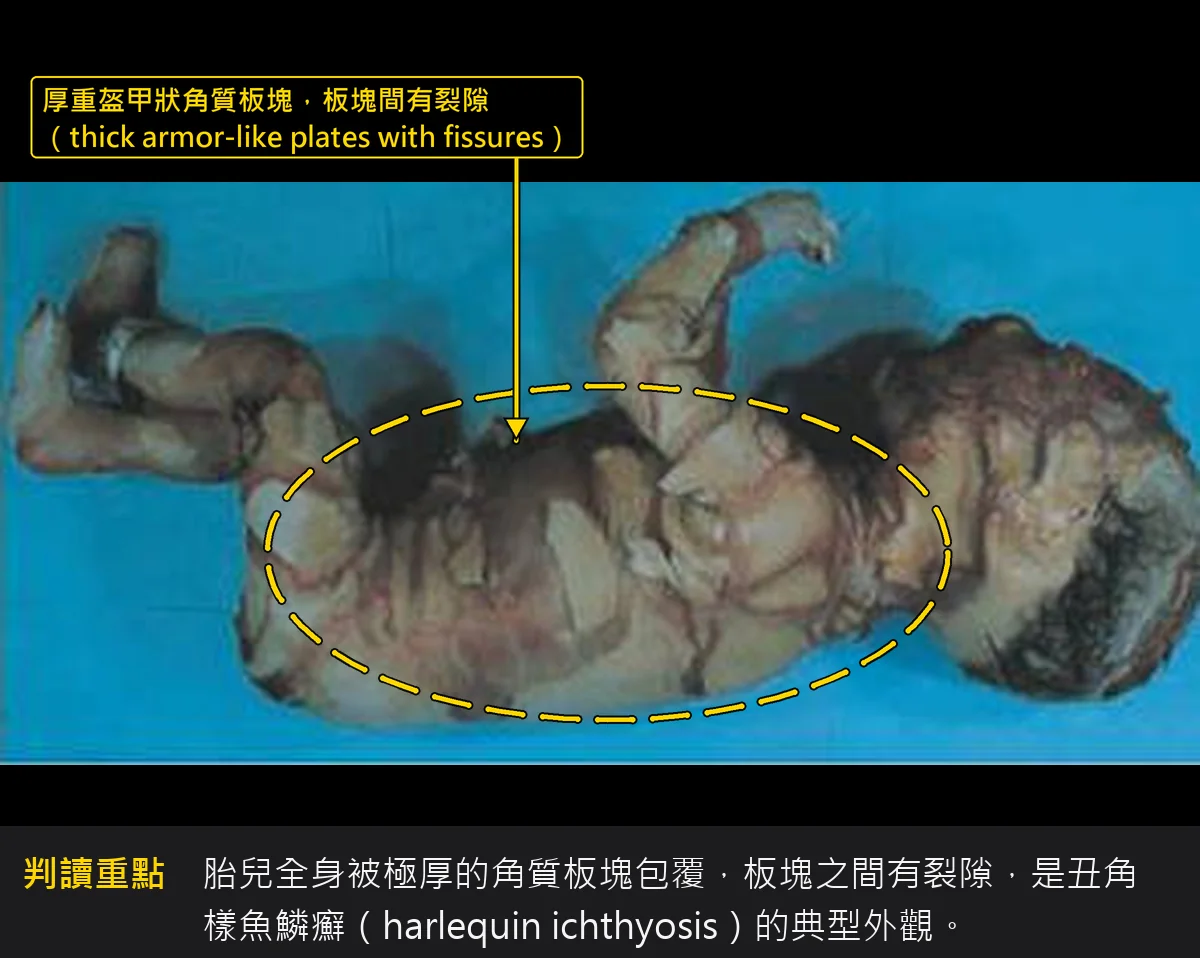 厚重盔甲狀角質板塊，板塊間有裂隙
（thick armor-like plates with fissures）
判讀重點 胎兒全身被極厚的角質板塊包覆，板塊之間有裂隙，是丑角
樣魚鱗癬（harlequin ichthyosis）的典型外觀。